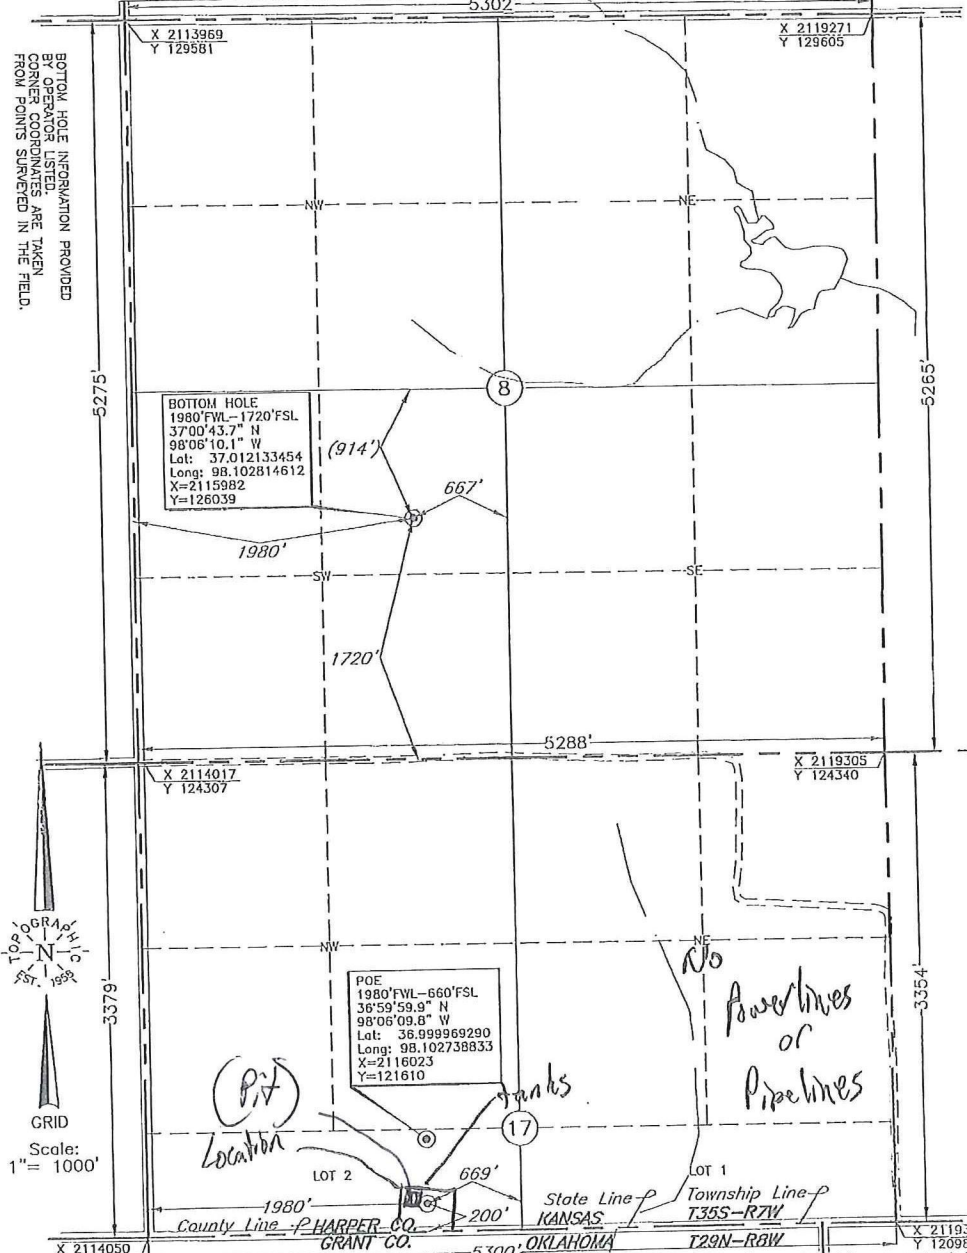 5302'
X 2113969
Y 129581
X 2119271
Y 129605
BOTTOM HOLE INFORMATION PROVIDED
BY OPERATOR LISTED.
CORNER COORDINATES ARE TAKEN
FROM POINTS SURVEYED IN THE FIELD.
NW
NE
5275'
5265'
8
BOTTOM HOLE
1980'FWL-1720'FSL
37°00'43.7" N
98°06'10.1" W
Lat: 37.012133454
Long: 98.102814612
X=2115982
Y=126039
(914')
667'
1980'
SW
SE
1720'
5288'
X 2114017
Y 124307
X 2119305
Y 124340
TOPOGRAPHIC
N
EST. 1958
GRID
Scale:
1"= 1000'
3379'
3354'
NW
NE
No
Powerlines
or
Pipelines
POE
1980'FWL-660'FSL
36°59'59.9" N
98°06'09.8" W
Lat: 36.999969290
Long: 98.102738833
X=2116023
Y=121610
(Pit)
Location
tanks
17
LOT 2
LOT 1
669'
1980'
200'
State Line
KANSAS
Township Line
T35S-R7W
County Line
HARPER CO.
GRANT CO.
OKLAHOMA
T29N-R8W
X 2114050
5300'